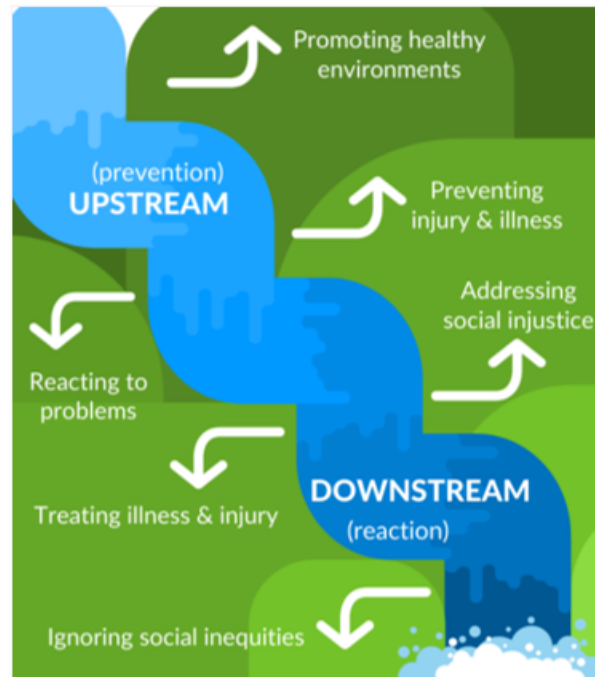 Promoting healthy
environments
(prevention)
UPSTREAM
Preventing
injury & illness
Addressing
social injustice
Reacting to
problems
Treating illness & injury
DOWNSTREAM
(reaction)
Ignoring social inequities